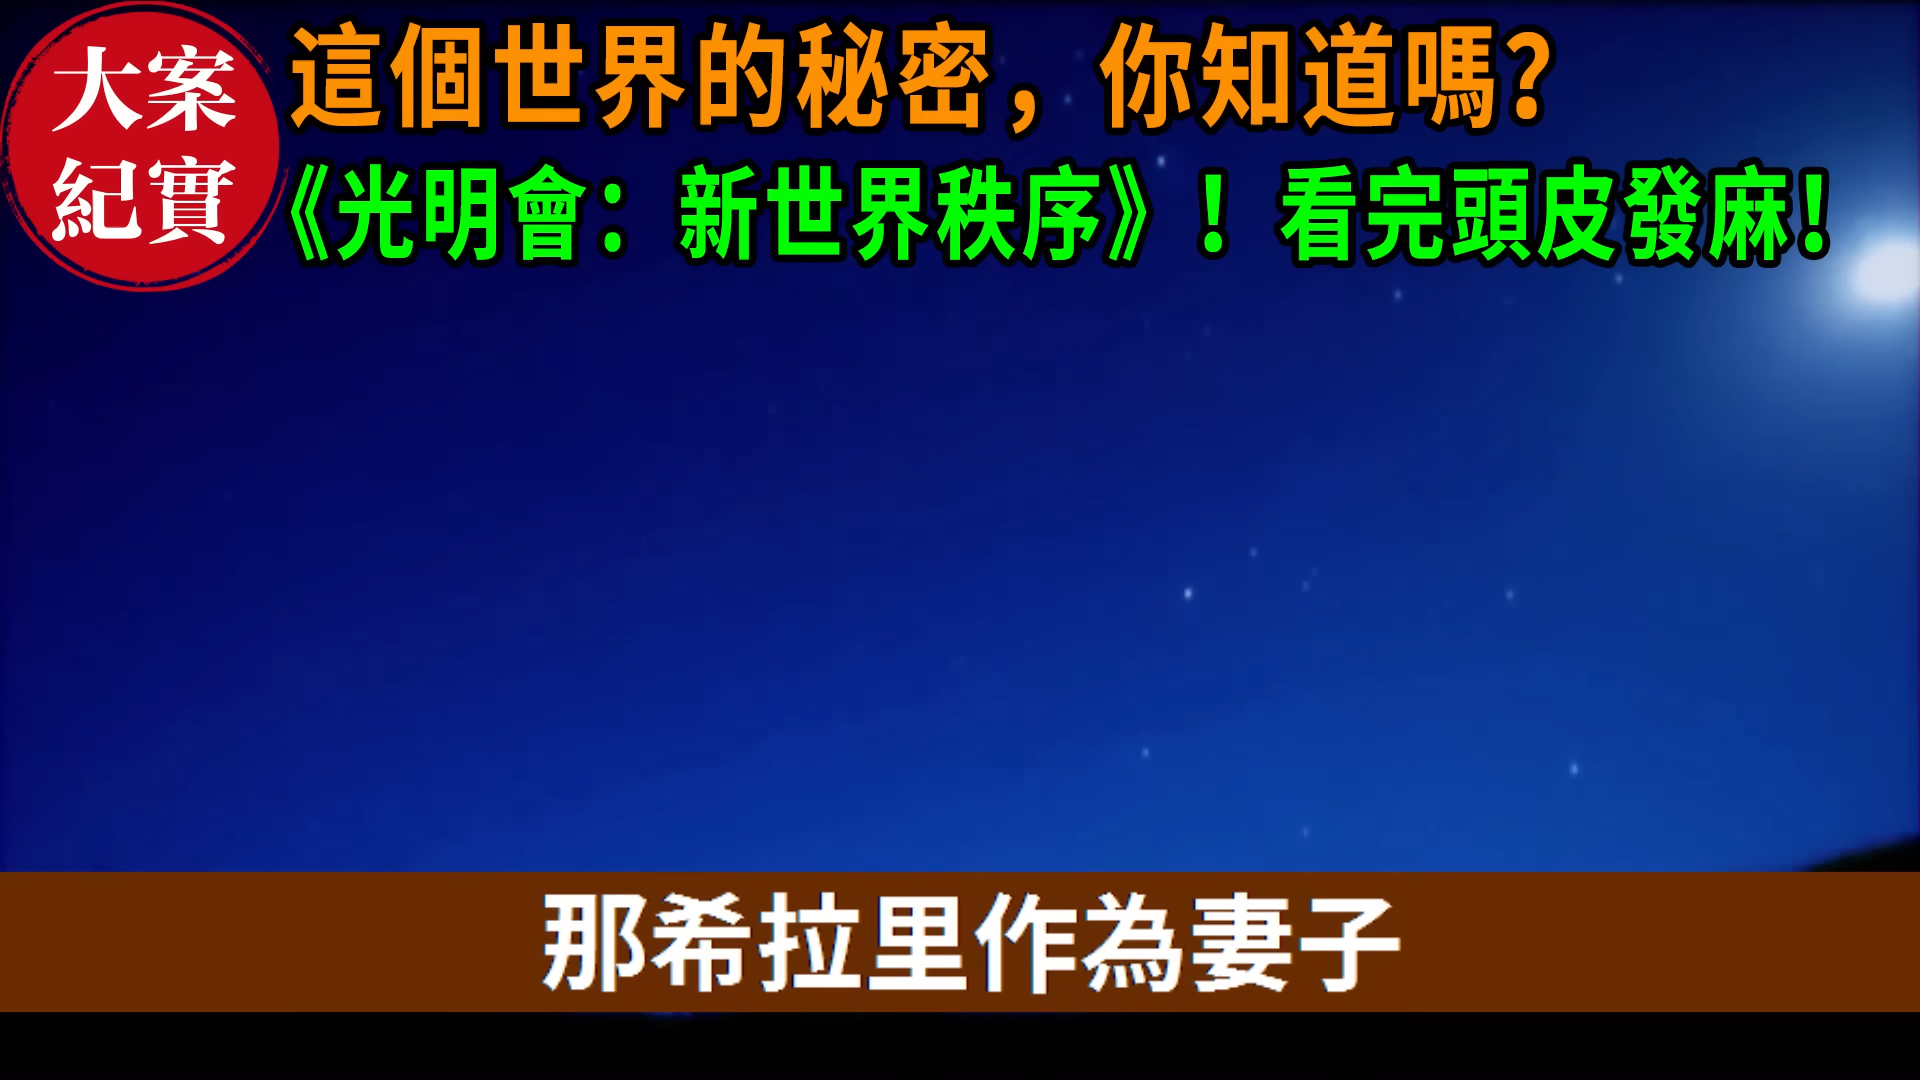 大案
紀實
這個世界的秘密，你知道嗎？
《光明會：新世界秩序》！看完頭皮發麻！
那希拉里作為妻子